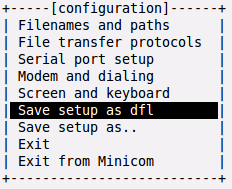 +-----[configuration]------+
| Filenames and paths |
| File transfer protocols |
| Serial port setup |
| Modem and dialing |
| Screen and keyboard |
| Save setup as dfl |
| Save setup as.. |
| Exit |
| Exit from Minicom |
+--------------------------+